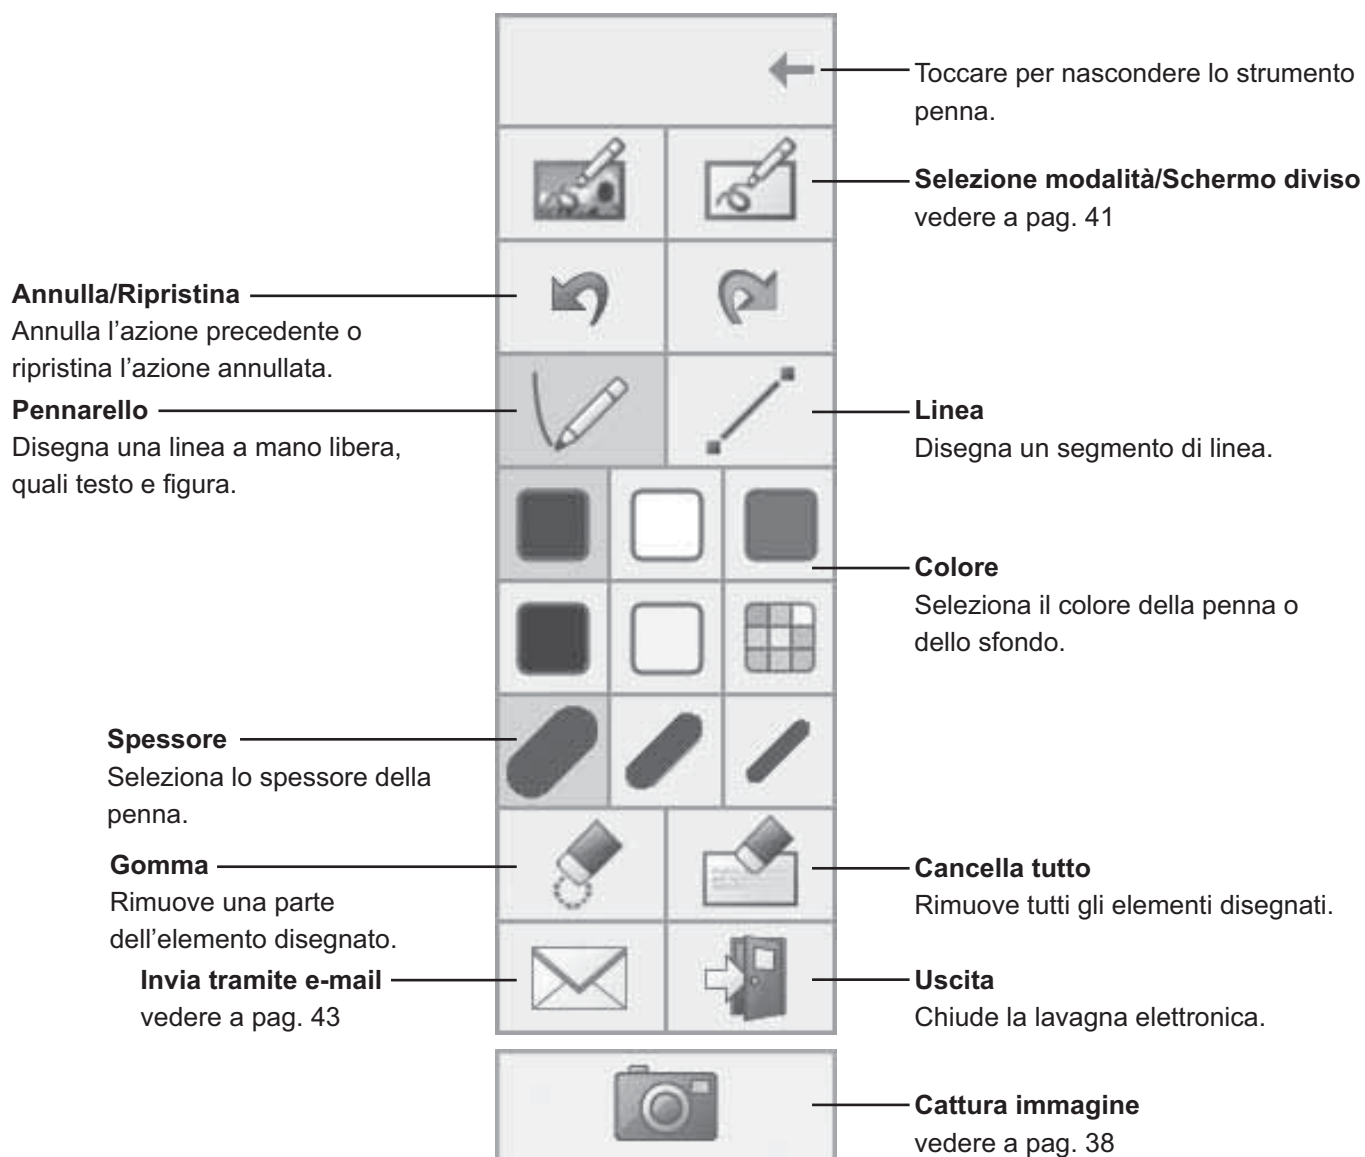 Toccare per nascondere lo strumento
penna.
Selezione modalità/Schermo diviso
vedere a pag. 41
Annulla/Ripristina
Annulla l’azione precedente o
ripristina l’azione annullata.
Pennarello
Disegna una linea a mano libera,
quali testo e figura.
Linea
Disegna un segmento di linea.
Colore
Seleziona il colore della penna o
dello sfondo.
Spessore
Seleziona lo spessore della
penna.
Gomma
Rimuove una parte
dell’elemento disegnato.
Cancella tutto
Rimuove tutti gli elementi disegnati.
Invia tramite e-mail
vedere a pag. 43
Uscita
Chiude la lavagna elettronica.
Cattura immagine
vedere a pag. 38